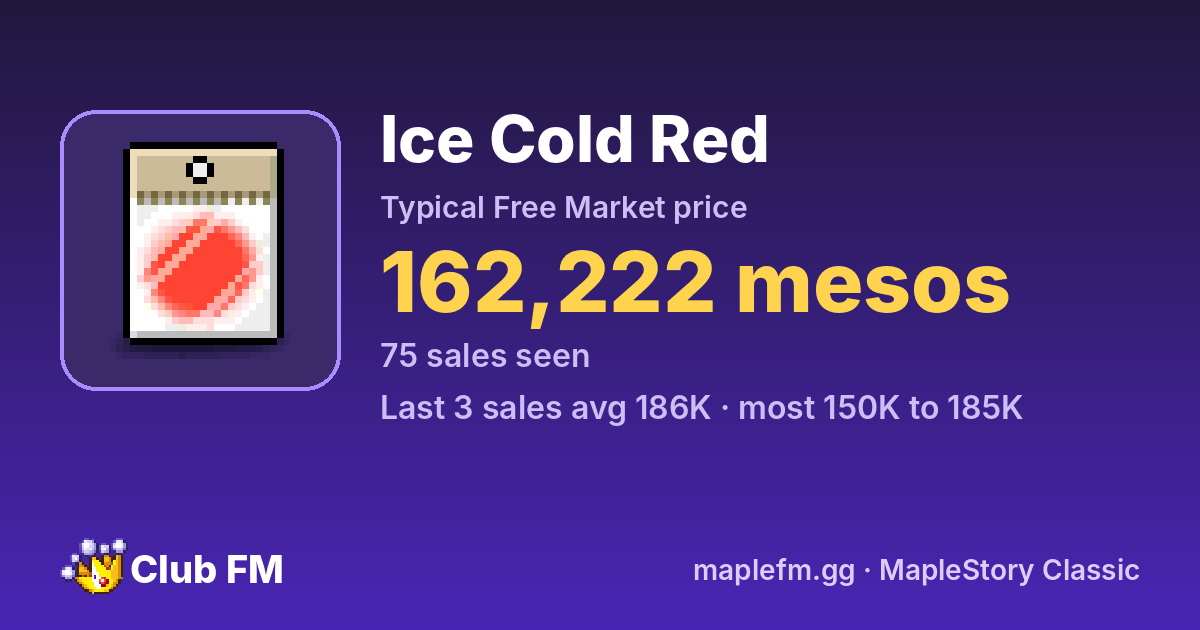 Ice Cold Red
Typical Free Market price
162,222 mesos
75 sales seen
Last 3 sales avg 186K · most 150K to 185K
Club FM
maplefm.gg · MapleStory Classic